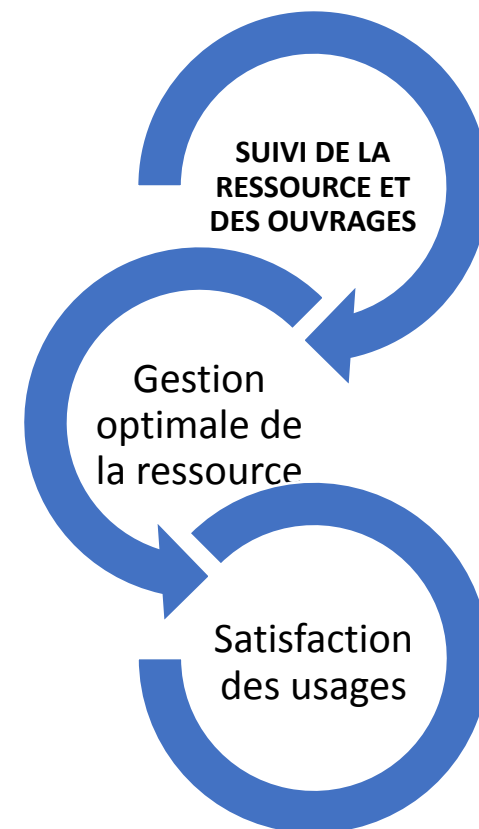 SUIVI DE LA
RESSOURCE ET
DES OUVRAGES
Gestion
optimale de
la ressource
Satisfaction
des usages